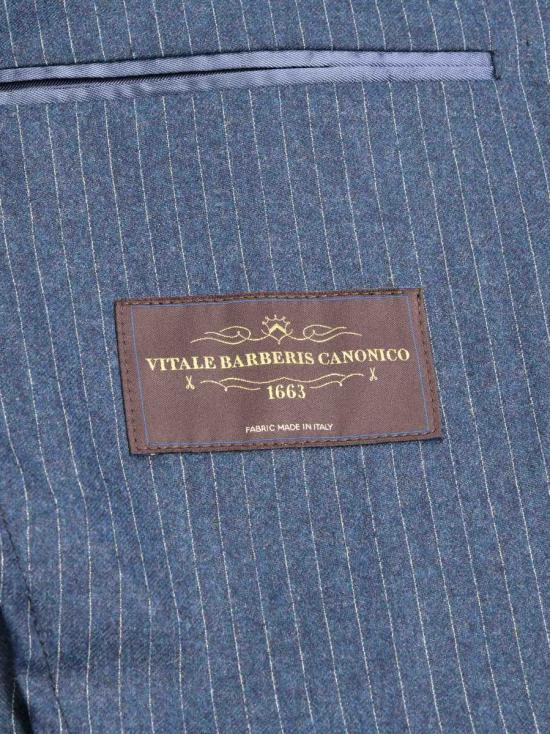 VITALE BARBERIS CANONICO
1663
FABRIC MADE IN ITALY